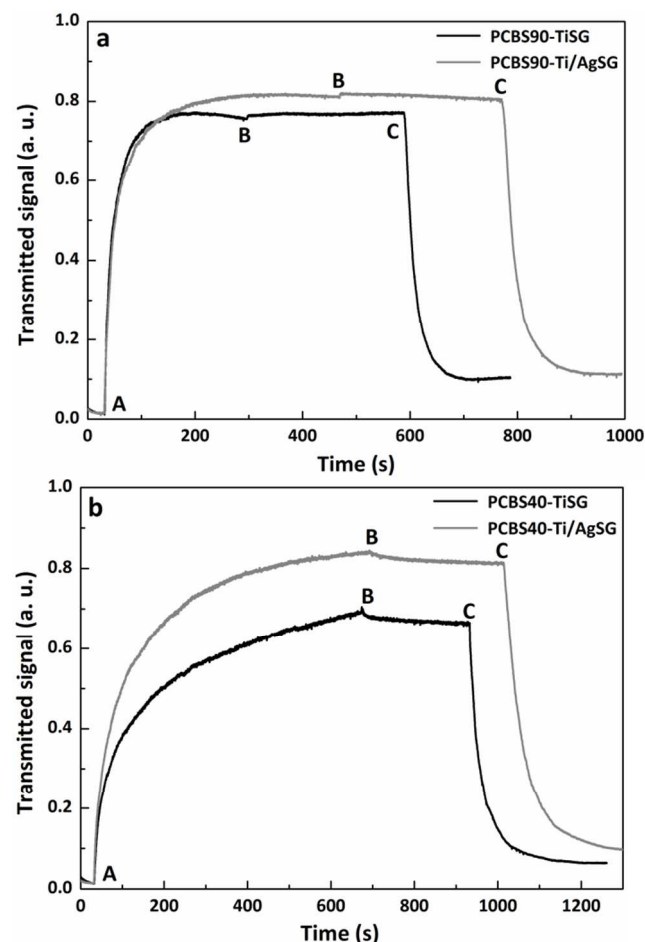 a
PCBS90-TiSG
PCBS90-Ti/AgSG
1.0
0.8
0.6
0.4
0.2
0.0
Transmitted signal (a. u.)
A
B
B
C
C
0 200 400 600 800 1000
Time (s)
b
PCBS40-TiSG
PCBS40-Ti/AgSG
1.0
0.8
0.6
0.4
0.2
0.0
Transmitted signal (a. u.)
A
B
B
C
C
0 200 400 600 800 1000 1200
Time (s)